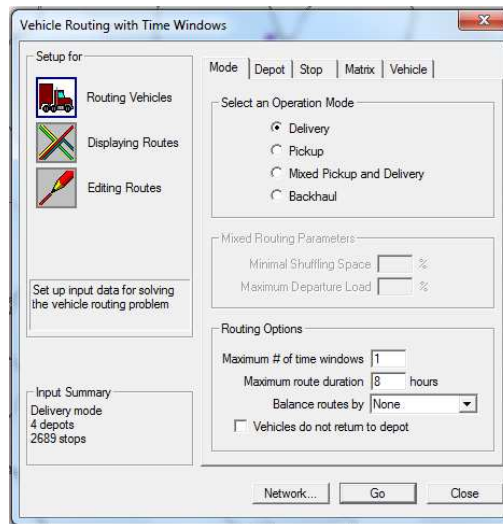 Vehicle Routing with Time Windows
Setup for
Routing Vehicles
Displaying Routes
Editing Routes
Set up input data for solving
the vehicle routing problem
Input Summary
Delivery mode
4 depots
2689 stops
Mode Depot Stop Matrix Vehicle
Select an Operation Mode
Delivery
Pickup
Mixed Pickup and Delivery
Backhaul
Mixed Routing Parameters
Minimal Shuffling Space %
Maximum Departure Load %
Routing Options
Maximum # of time windows 1
Maximum route duration 8 hours
Balance routes by None
Vehicles do not return to depot
Network... Go Close